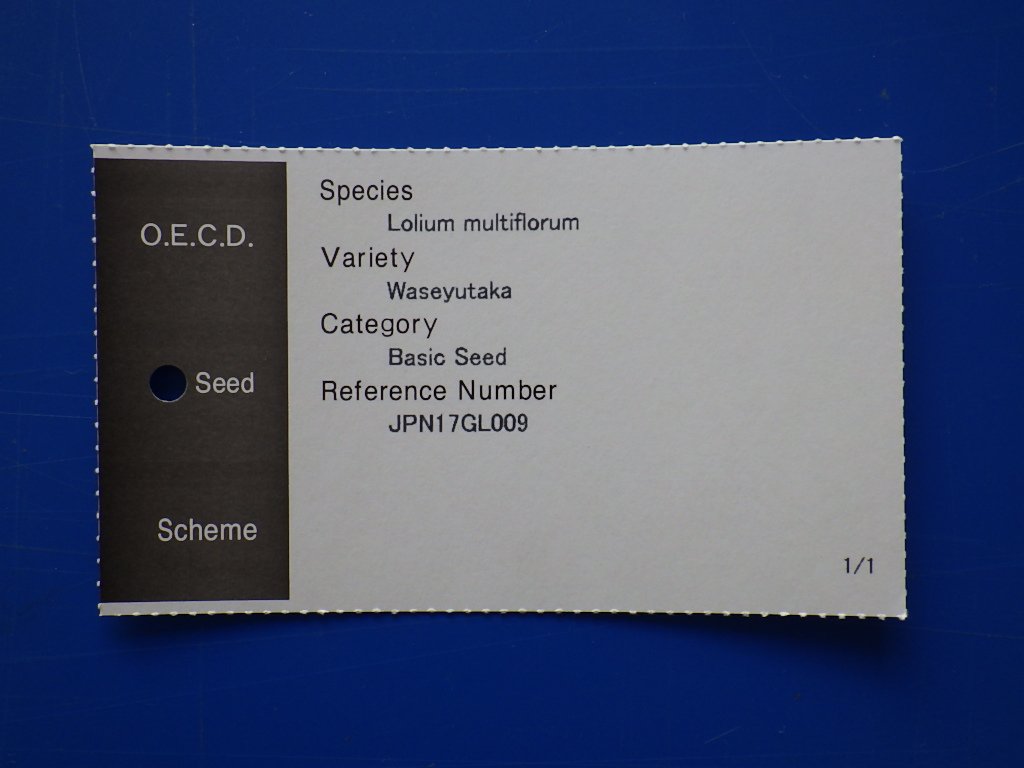 O.E.C.D.
Seed
Scheme
Species
Lolium multiflorum
Variety
Waseyutaka
Category
Basic Seed
Reference Number
JPN17GL009
1/1